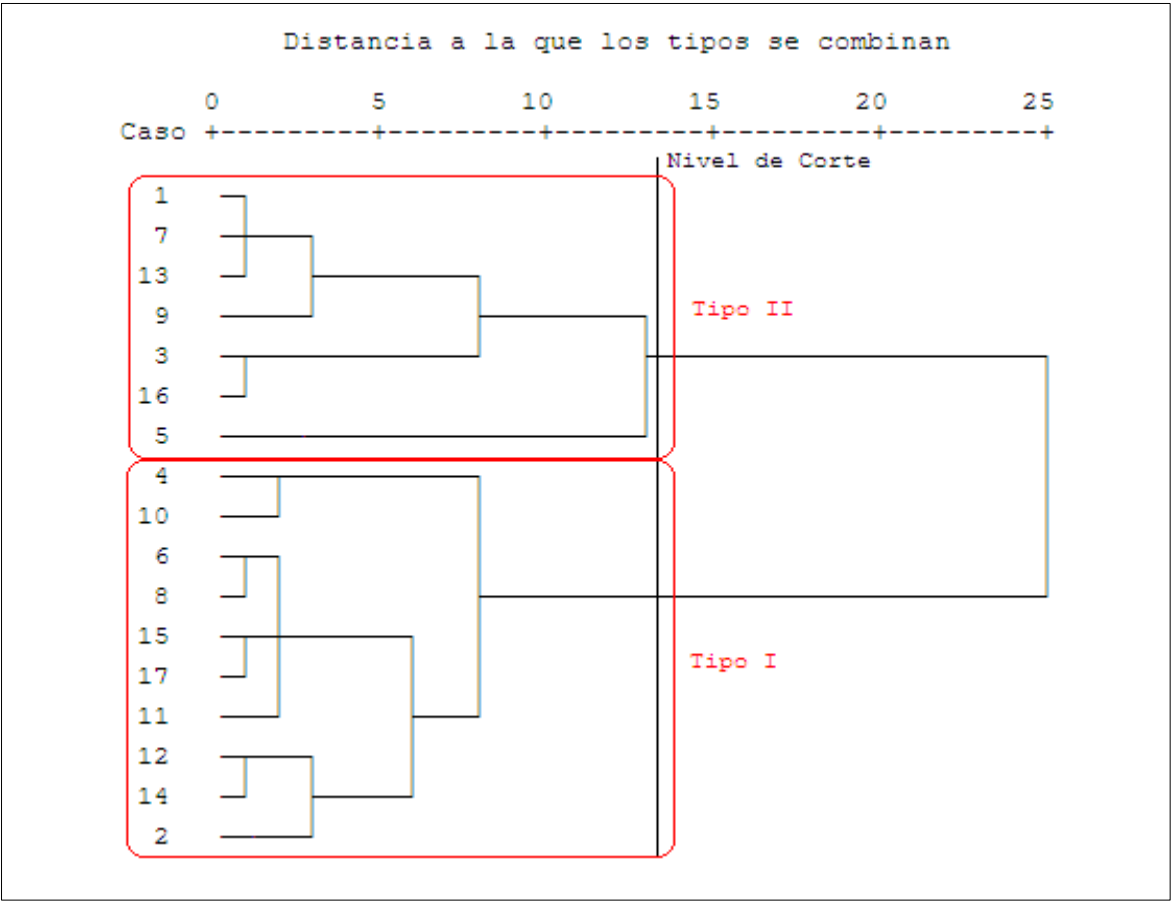 Distancia a la que los tipos se combinan
0 5 10 15 20 25
Caso +---------+---------+---------+---------+---------+
Nivel de Corte
1
7
13
9
Tipo II
3
16
5
4
10
6
8
15
Tipo I
17
11
12
14
2